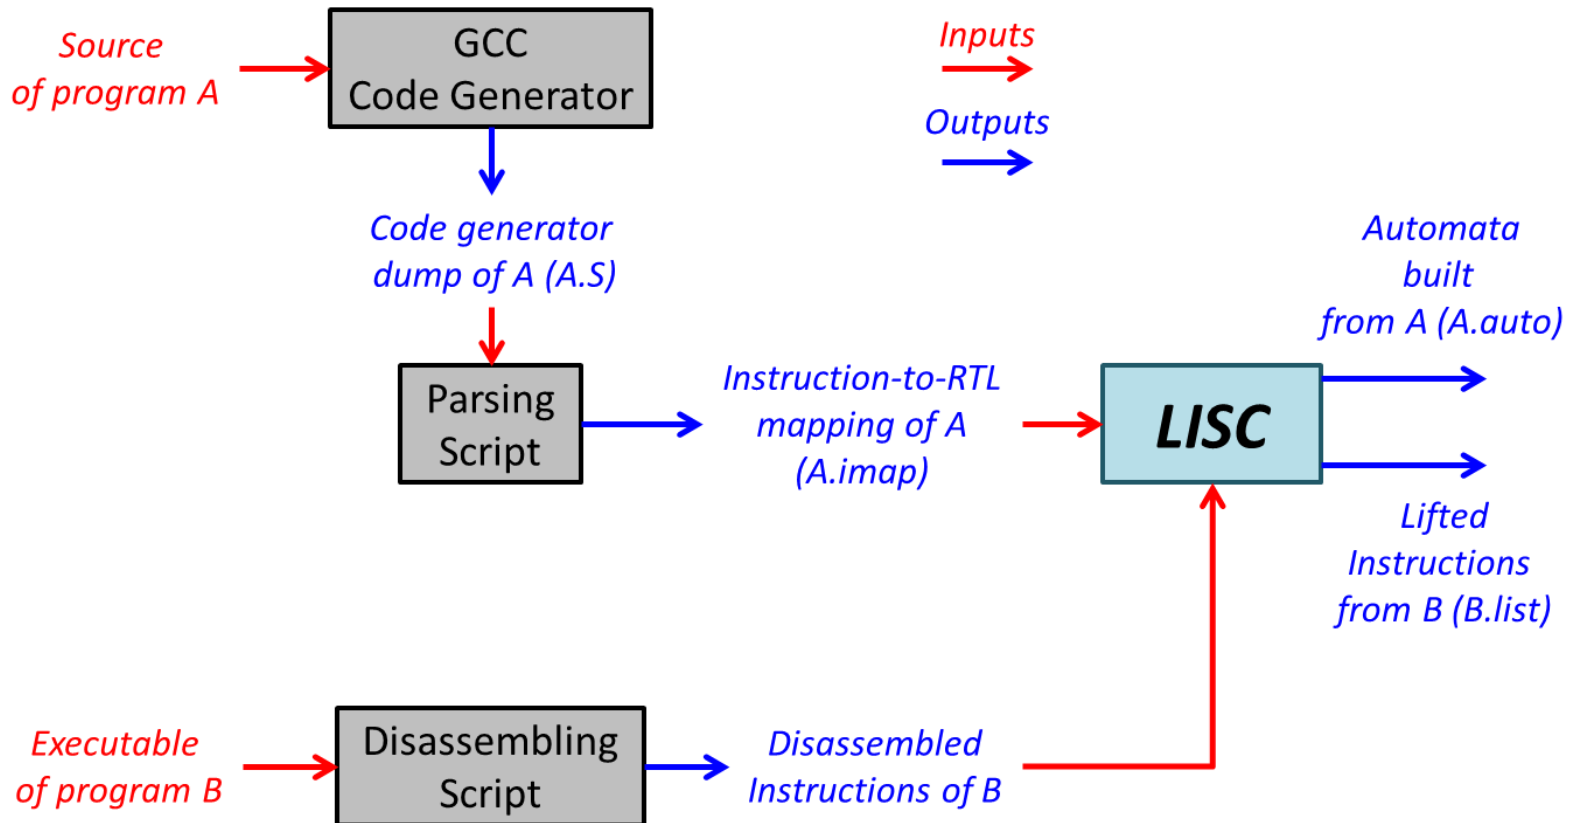 Source
of program A
GCC
Code Generator
Inputs
Outputs
Code generator
dump of A (A.S)
Automata
built
from A (A.auto)
Parsing
Script
Instruction-to-RTL
mapping of A
(A.imap)
LISC
Lifted
Instructions
from B (B.list)
Executable
of program B
Disassembling
Script
Disassembled
Instructions of B